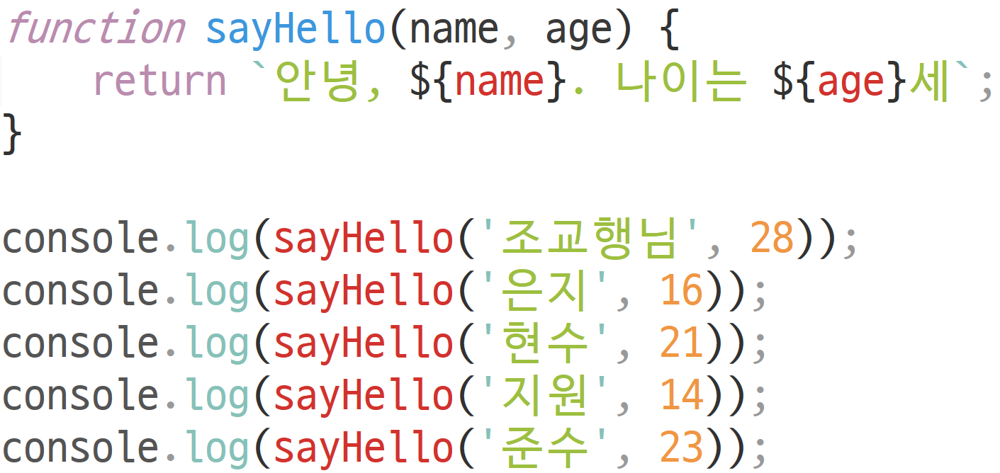 function sayHello(name, age) {
    return `안녕, ${name}. 나이는 ${age}세`;
}
console.log(sayHello('조교행님', 28));
console.log(sayHello('은지', 16));
console.log(sayHello('현수', 21));
console.log(sayHello('지원', 14));
console.log(sayHello('준수', 23));